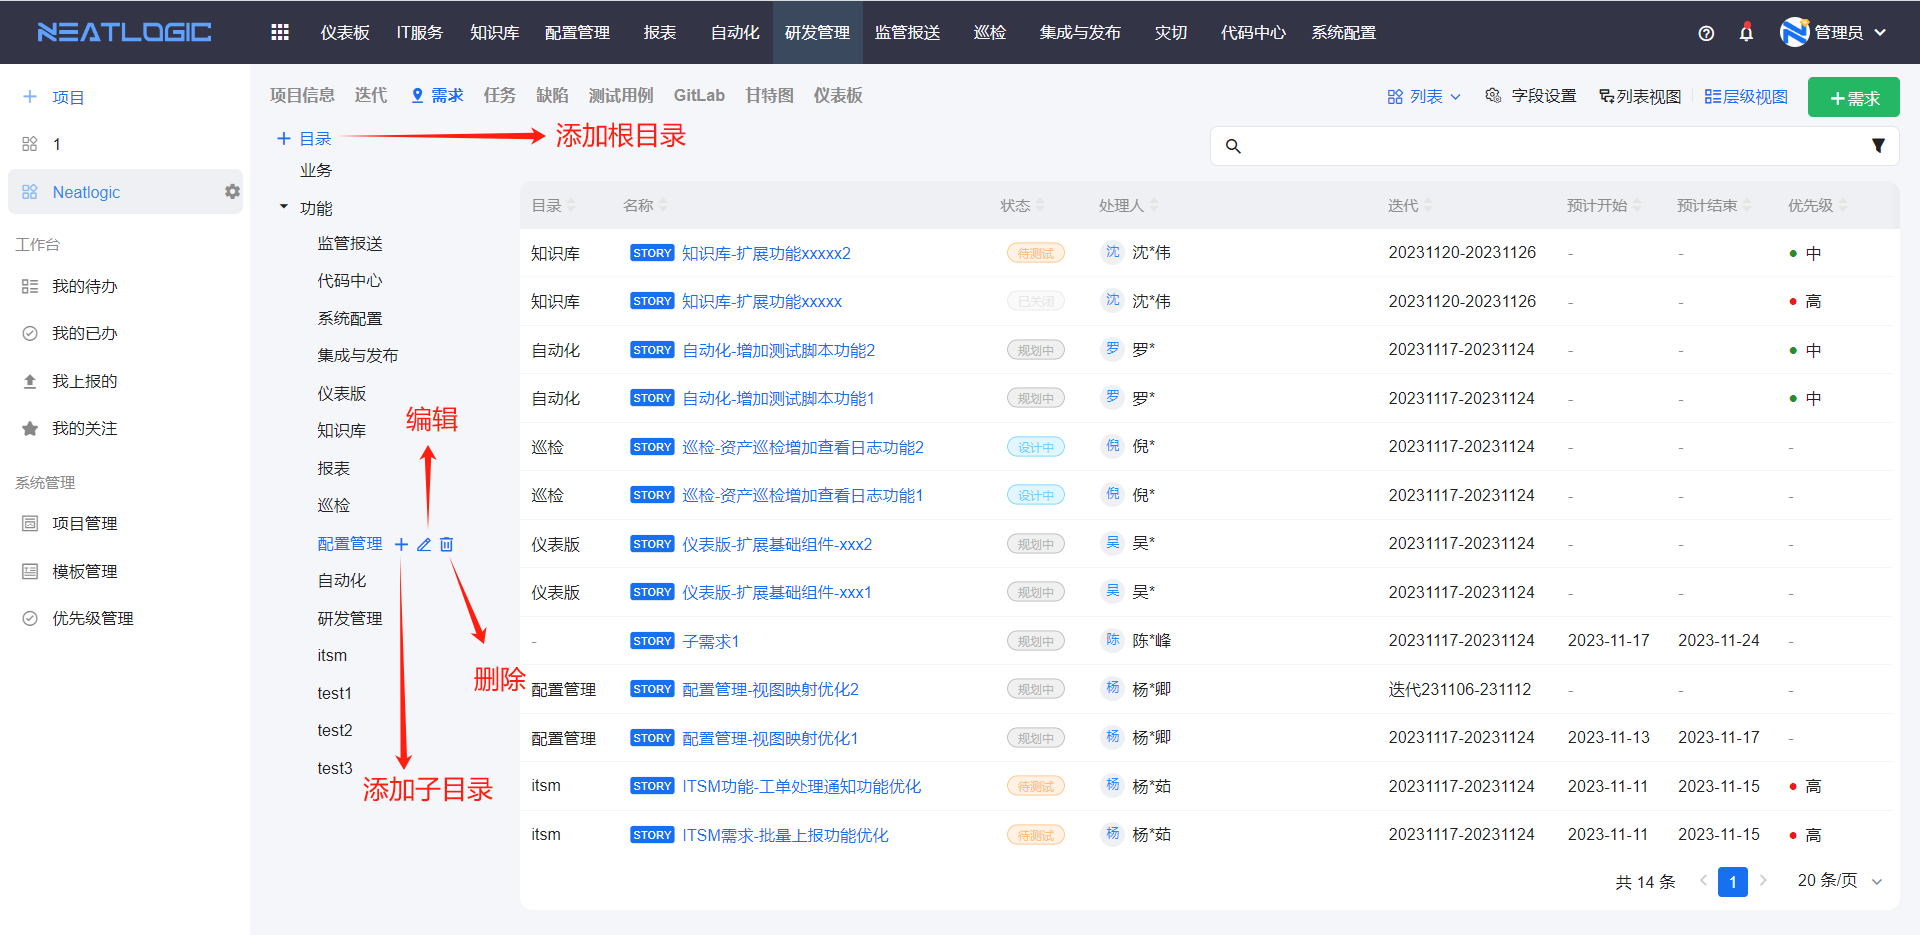 NEATLOGIC 仪表板 IT服务 知识库 配置管理 报表 自动化 研发管理 监管报送 巡检 集成与发布 灾切 代码中心 系统配置 管理员
项目
1
Neatlogic
工作台
我的待办
我的已办
我上报的
我的关注
系统管理
项目管理
模板管理
优先级管理
项目信息 迭代 需求 任务 缺陷 测试用例 GitLab 甘特图 仪表板
列表 字段设置 列表视图 层级视图 +需求
+ 目录
添加根目录
业务
功能
监管报送
代码中心
系统配置
集成与发布
仪表版
知识库
报表
巡检
配置管理
自动化
研发管理
itsm
test1
test2
test3
编辑
删除
添加子目录
目录 名称 状态 处理人 迭代 预计开始 预计结束 优先级
知识库 STORY 知识库-扩展功能xxxxx2 待测试 沈 沈*伟 20231120-20231126 - - 中
知识库 STORY 知识库-扩展功能xxxxx 已关闭 沈 沈*伟 20231120-20231126 - - 高
自动化 STORY 自动化-增加测试脚本功能2 规划中 罗 罗* 20231117-20231124 - - 中
自动化 STORY 自动化-增加测试脚本功能1 规划中 罗 罗* 20231117-20231124 - - 中
巡检 STORY 巡检-资产巡检增加查看日志功能2 设计中 倪 倪* 20231117-20231124 - - -
巡检 STORY 巡检-资产巡检增加查看日志功能1 设计中 倪 倪* 20231117-20231124 - - -
仪表版 STORY 仪表版-扩展基础组件-xxx2 规划中 吴 吴* 20231117-20231124 - - -
仪表版 STORY 仪表版-扩展基础组件-xxx1 规划中 吴 吴* 20231117-20231124 - - -
- STORY 子需求1 规划中 陈 陈*峰 20231117-20231124 2023-11-17 2023-11-24 -
配置管理 STORY 配置管理-视图映射优化2 规划中 杨 杨*卿 迭代231106-231112 - - -
配置管理 STORY 配置管理-视图映射优化1 规划中 杨 杨*卿 20231117-20231124 2023-11-13 2023-11-17 -
itsm STORY ITSM功能-工单处理通知功能优化 待测试 杨 杨*茹 20231117-20231124 2023-11-11 2023-11-15 高
itsm STORY ITSM需求-批量上报功能优化 待测试 杨 杨*茹 20231117-20231124 2023-11-11 2023-11-15 高
共 14 条 1 20 条/页